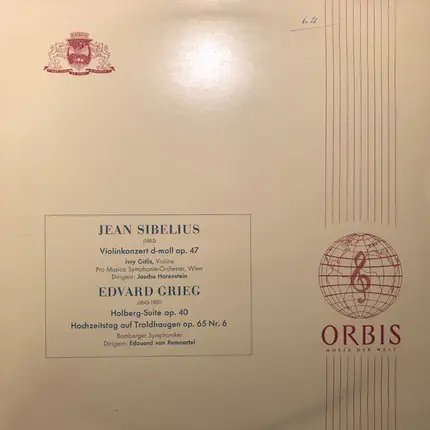 JEAN SIBELIUS
(1865)
Violinkonzert d-moll op. 47
Ivry Gitlis, Violine
Pro Musica Symphonie-Orchester, Wien
Dirigent: Jascha Horenstein
EDVARD GRIEG
(1843-1907)
Holberg-Suite op. 40
Hochzeitstag auf Troldhaugen op. 65 Nr. 6
Bamberger Symphoniker
Dirigent: Edouard van Remoortel
ORBIS
MUSIK DER WELT